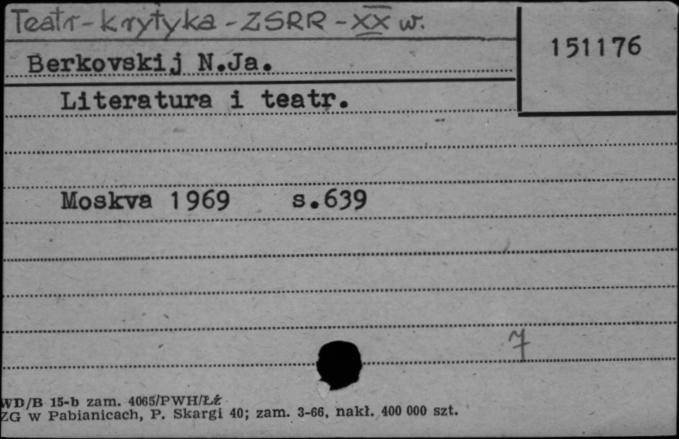 Teatr-krytyka-ZSRR-XX w.
151176
Berkovskij N.Ja.
Literatura i teatr.
Moskva 1969 s.639
7
WD/B 15-b zam. 4065/PWH/Łź
ZG w Pabianicach, P. Skargi 40; zam. 3-66, nakł. 400 000 szt.